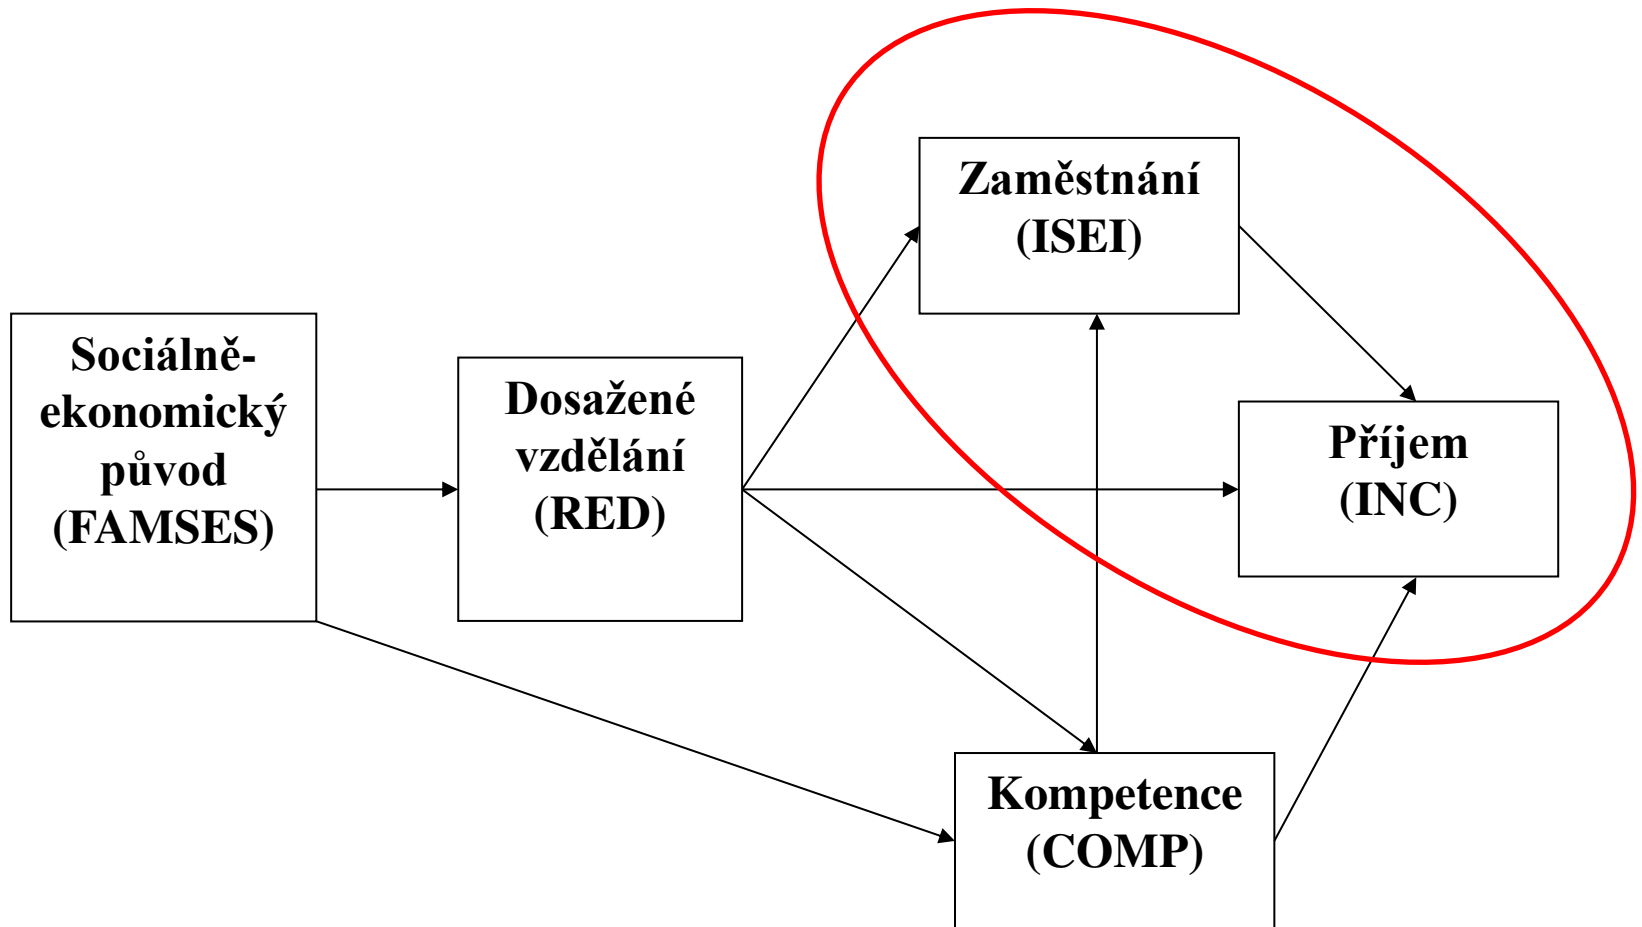 Sociálně-
ekonomický
původ
(FAMSES)
Dosažené
vzdělání
(RED)
Zaměstnání
(ISEI)
Příjem
(INC)
Kompetence
(COMP)